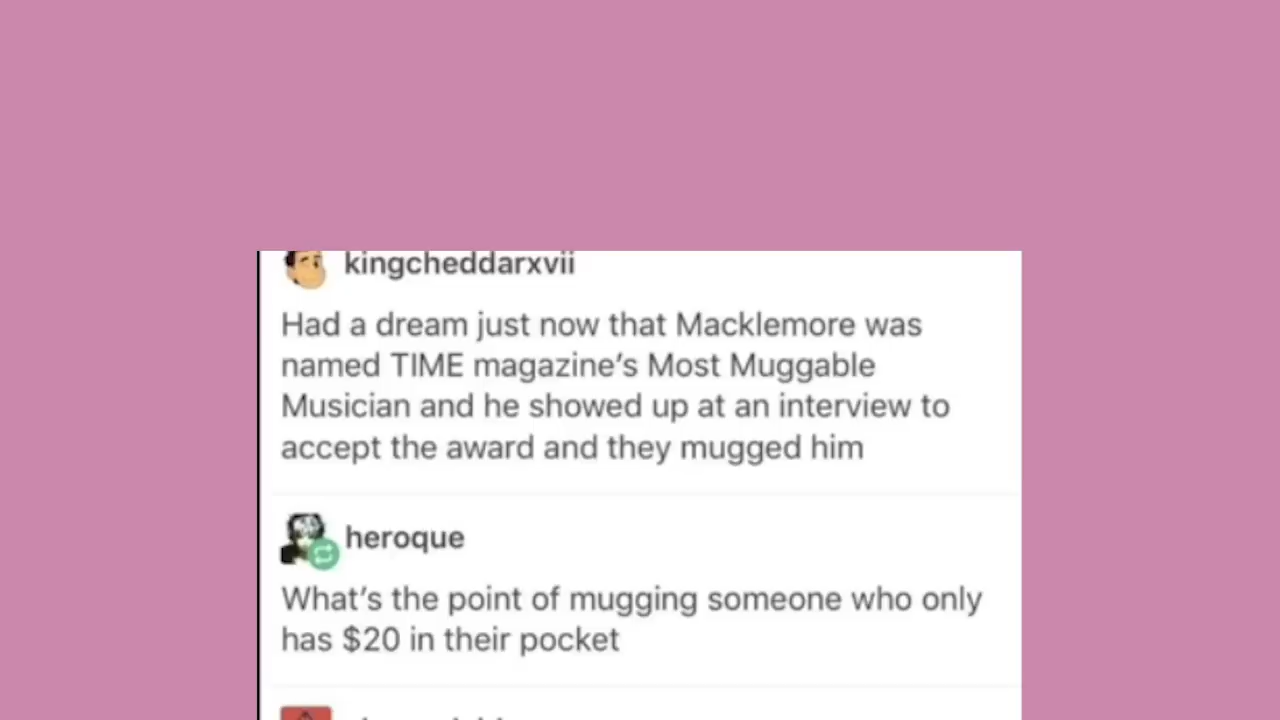 kingcheddarxvii
Had a dream just now that Macklemore was
named TIME magazine's Most Muggable
Musician and he showed up at an interview to
accept the award and they mugged him
heroque
What's the point of mugging someone who only
has $20 in their pocket